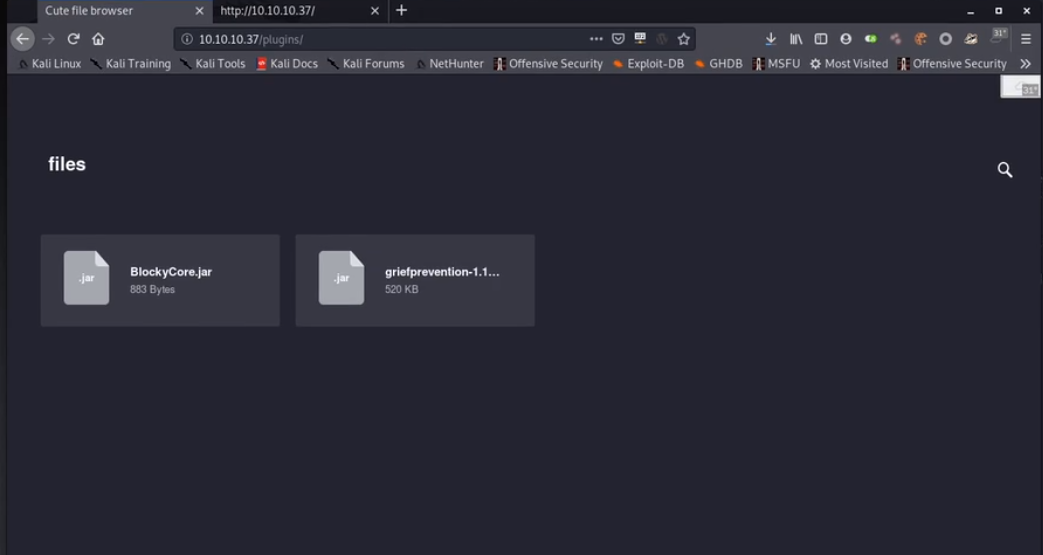 Cute file browser
http://10.10.10.37/
10.10.10.37/plugins/
31°
Kali Linux Kali Training Kali Tools Kali Docs Kali Forums NetHunter Offensive Security Exploit-DB GHDB MSFU Most Visited Offensive Security
31°
files
.jar
BlockyCore.jar
883 Bytes
.jar
griefprevention-1.1...
520 KB